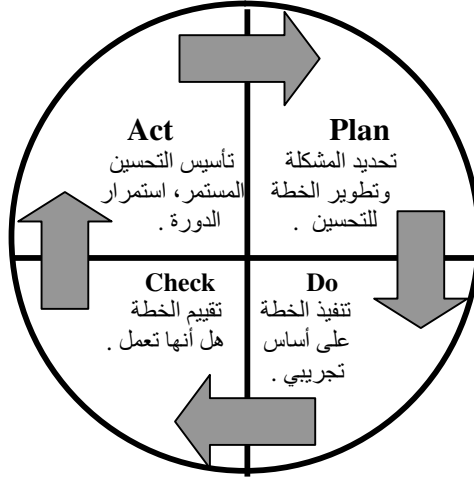 Plan
تحديد المشكلة
وتطوير الخطة
للتحسين .
Do
تنفيذ الخطة
على أساس
تجريبي .
Check
تقييم الخطة
هل أنها تعمل .
Act
تأسيس التحسين
المستمر، استمرار
الدورة .